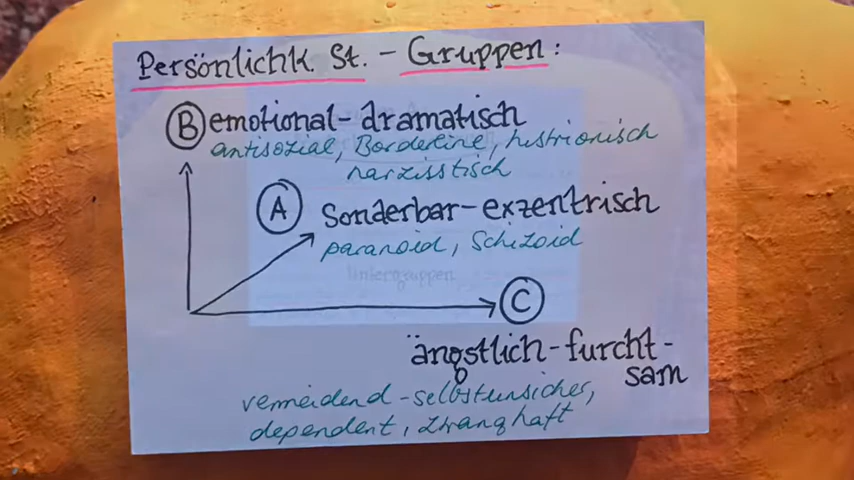 Persönlichk St. - Gruppen:
B emotional-dramatisch
antisozial, Borderline, histrionisch
narzisstisch
A Sonderbar-exzentrisch
paranoid, Schizoid
Untergruppen
C
ängstlich-furcht-
sam
vermeidend-selbstunsicher,
dependent, zwanghaft